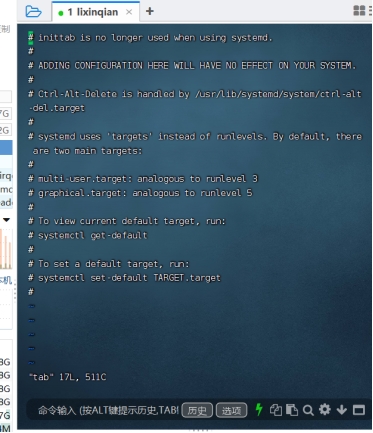 ● 1 lixinqian × +
# inittab is no longer used when using systemd.
#
# ADDING CONFIGURATION HERE WILL HAVE NO EFFECT ON YOUR SYSTEM.
#
# Ctrl-Alt-Delete is handled by /usr/lib/systemd/system/ctrl-alt
-del.target
#
# systemd uses 'targets' instead of runlevels. By default, there
are two main targets:
#
# multi-user.target: analogous to runlevel 3
# graphical.target: analogous to runlevel 5
#
# To view current default target, run:
# systemctl get-default
#
# To set a default target, run:
# systemctl set-default TARGET.target
#
~
~
~
~
~
"tab" 17L, 511C
命令输入 (按ALT键提示历史,TAB! 历史 选项